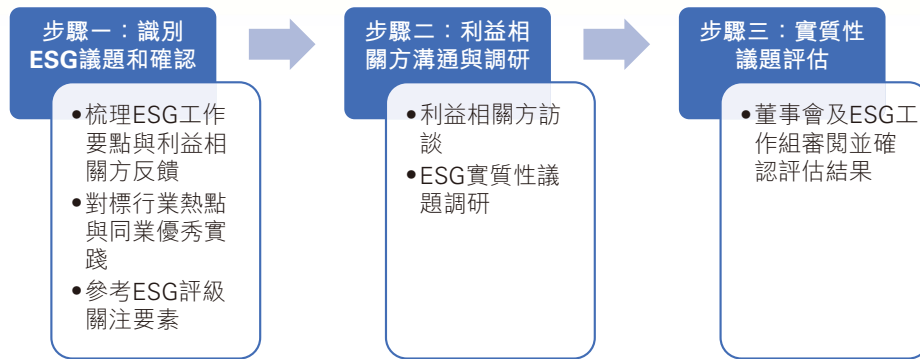 步驟一：識別
ESG議題和確認
•梳理ESG工作
要點與利益相
關方反饋
•對標行業熱點
與同業優秀實
踐
•參考ESG評級
關注要素
步驟二：利益相
關方溝通與調研
•利益相關方訪
談
•ESG實質性議
題調研
步驟三：實質性
議題評估
•董事會及ESG工
作組審閱並確
認評估結果